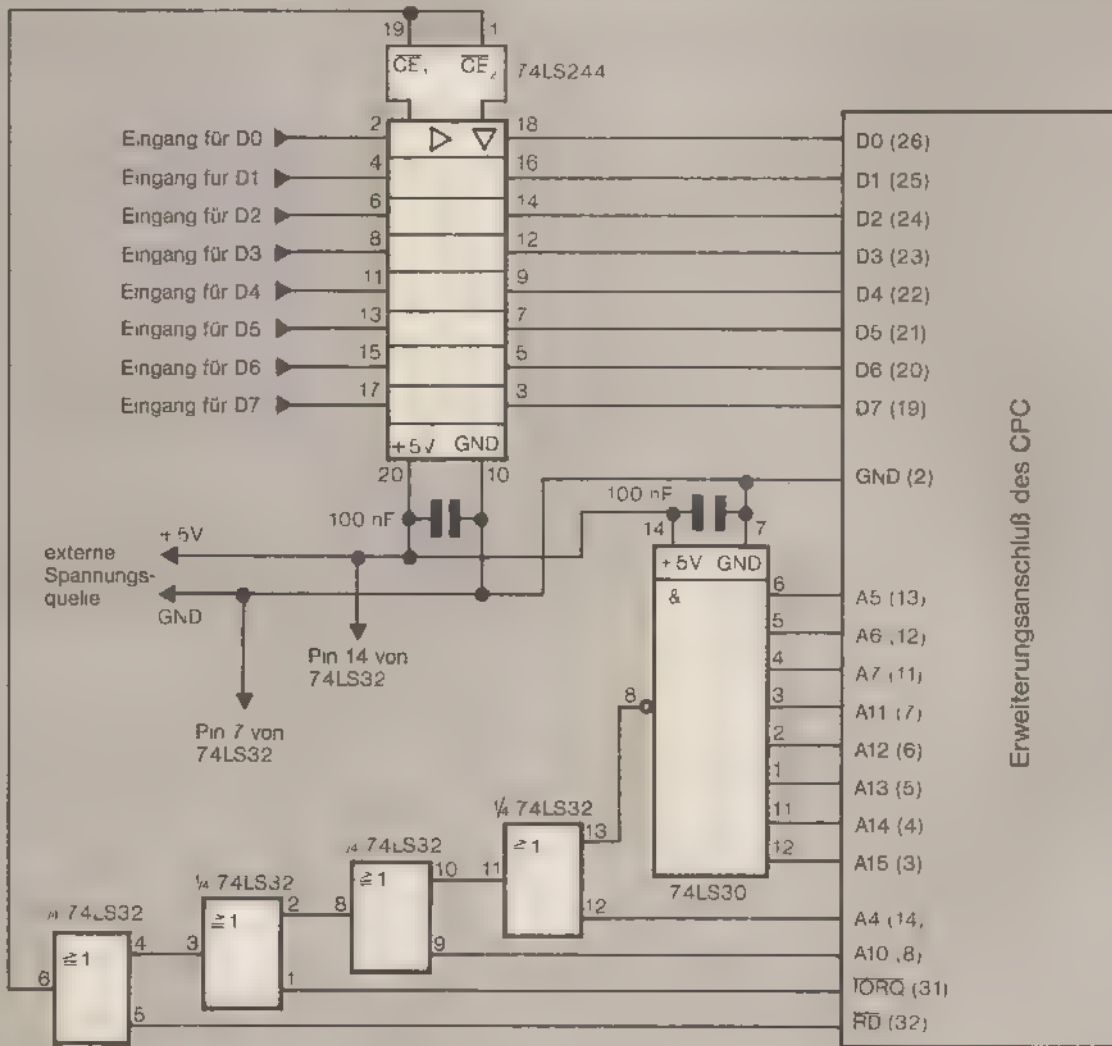 19 1
CE₁ CE₂ 74LS244
Eingang für D0 2 18 D0 (26)
Eingang fur D1 4 16 D1 (25)
Eingang für D2 6 14 D2 (24)
Eingang für D3 8 12 D3 (23)
Eingang für D4 11 9 D4 (22)
Eingang für D5 13 7 D5 (21)
Eingang für D6 15 5 D6 (20)
Eingang für D7 17 3 D7 (19)
+5V GND
20 10
GND (2)
100 nF
100 nF
14 7
+5V GND
+5V
externe
Spannungs-
quelle
GND
&
6 A5 (13)
5 A6 (12)
4 A7 (11)
3 A11 (7)
2 A12 (6)
1 A13 (5)
11 A14 (4)
12 A15 (3)
8
74LS30
Pin 14 von
74LS32
Pin 7 von
74LS32
Erweiterungsanschluß des CPC
¼ 74LS32
≥1
13
11
12 A4 (14)
¼ 74LS32
≧1
10
8
9 A10 (8)
¼ 74LS32
≧1
2
3
1 IORQ (31)
¼ 74LS32
≧1
4
6
5 RD (32)